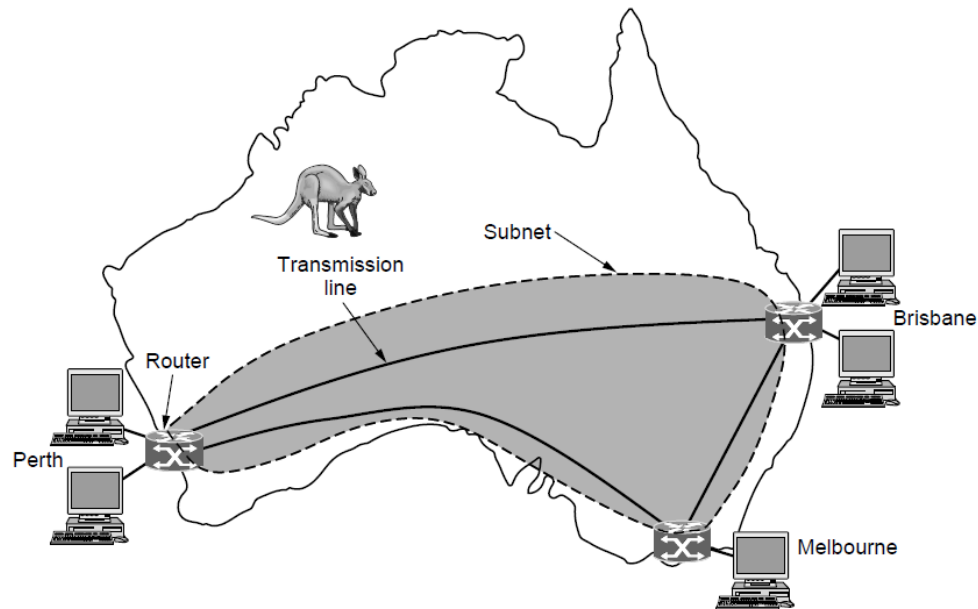 Subnet
Transmission
line
Brisbane
Router
Perth
Melbourne